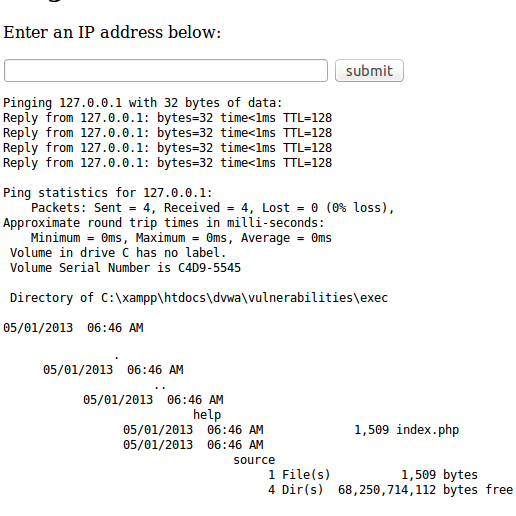 Enter an IP address below:
submit
Pinging 127.0.0.1 with 32 bytes of data:
Reply from 127.0.0.1: bytes=32 time<1ms TTL=128
Reply from 127.0.0.1: bytes=32 time<1ms TTL=128
Reply from 127.0.0.1: bytes=32 time<1ms TTL=128
Reply from 127.0.0.1: bytes=32 time<1ms TTL=128
Ping statistics for 127.0.0.1:
Packets: Sent = 4, Received = 4, Lost = 0 (0% loss),
Approximate round trip times in milli-seconds:
Minimum = 0ms, Maximum = 0ms, Average = 0ms
Volume in drive C has no label.
Volume Serial Number is C4D9-5545
Directory of C:\xampp\htdocs\dvwa\vulnerabilities\exec
05/01/2013  06:46 AM
.
05/01/2013  06:46 AM
..
05/01/2013  06:46 AM
help
05/01/2013  06:46 AM             1,509 index.php
05/01/2013  06:46 AM
source
1 File(s)          1,509 bytes
4 Dir(s)  68,250,714,112 bytes free